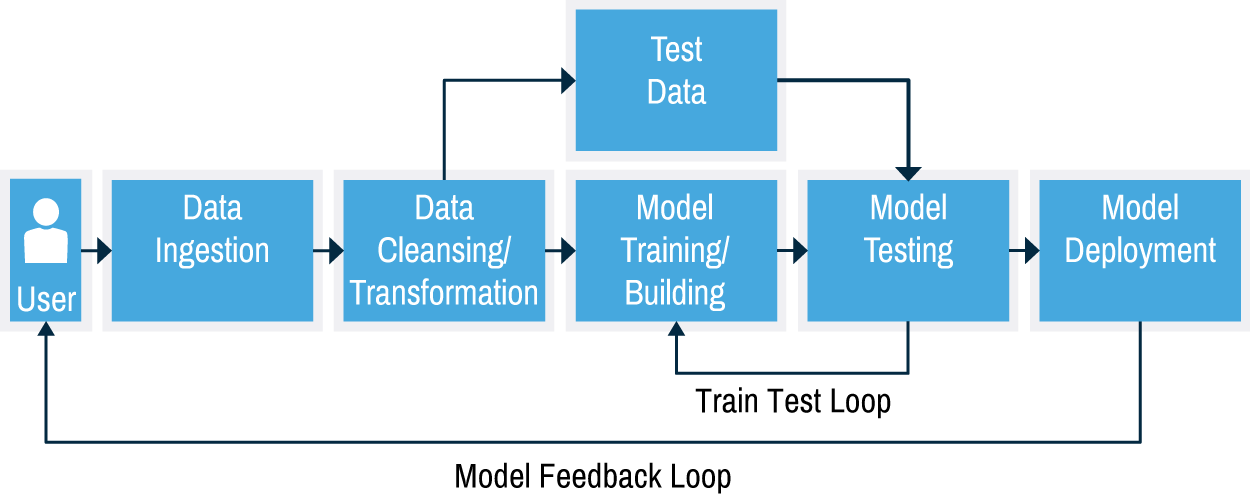 Test
Data
User
Data
Ingestion
Data
Cleansing/
Transformation
Model
Training/
Building
Model
Testing
Model
Deployment
Train Test Loop
Model Feedback Loop